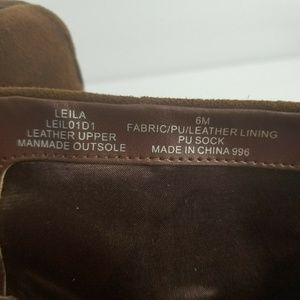 LEILA
LEIL01D1
LEATHER UPPER
MANMADE OUTSOLE
6M
FABRIC/PU/LEATHER LINING
PU SOCK
MADE IN CHINA 996